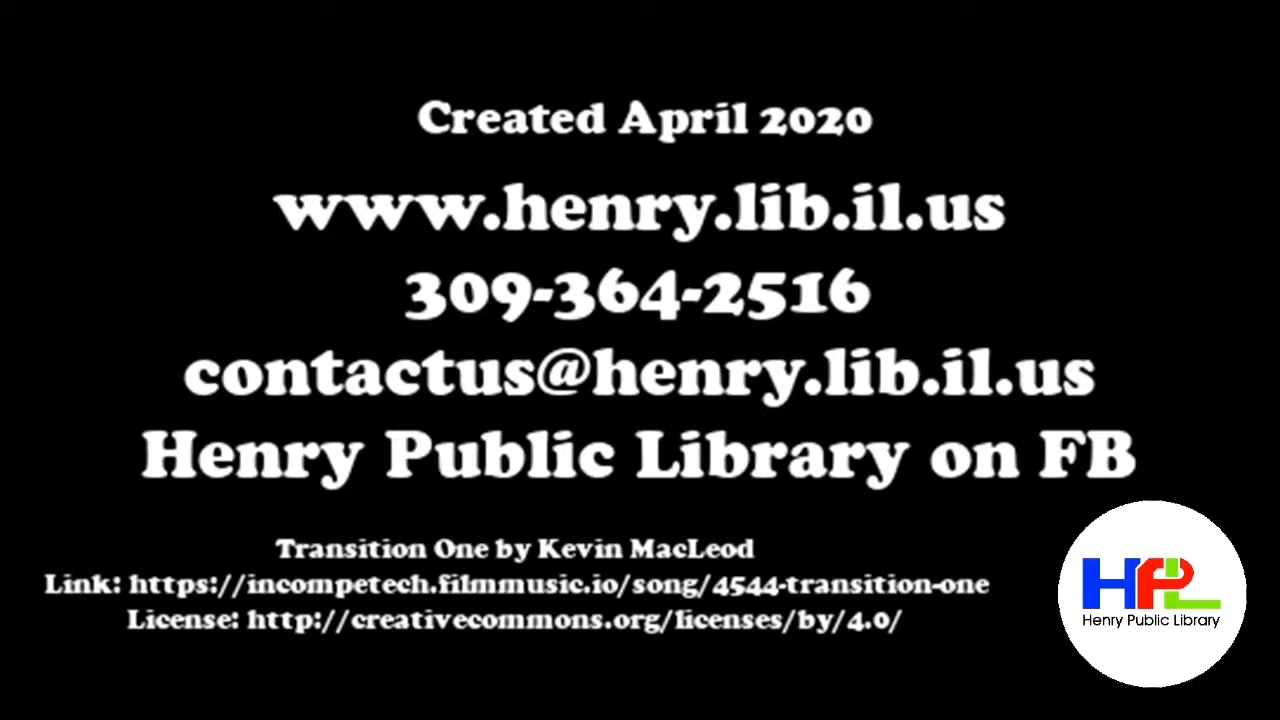 Created April 2020
www.henry.lib.il.us
309-364-2516
contactus@henry.lib.il.us
Henry Public Library on FB
Transition One by Kevin MacLeod
Link: https://incompetech.filmmusic.io/song/4544-transition-one
License: http://creativecommons.org/licenses/by/4.0/
HPL
Henry Public Library